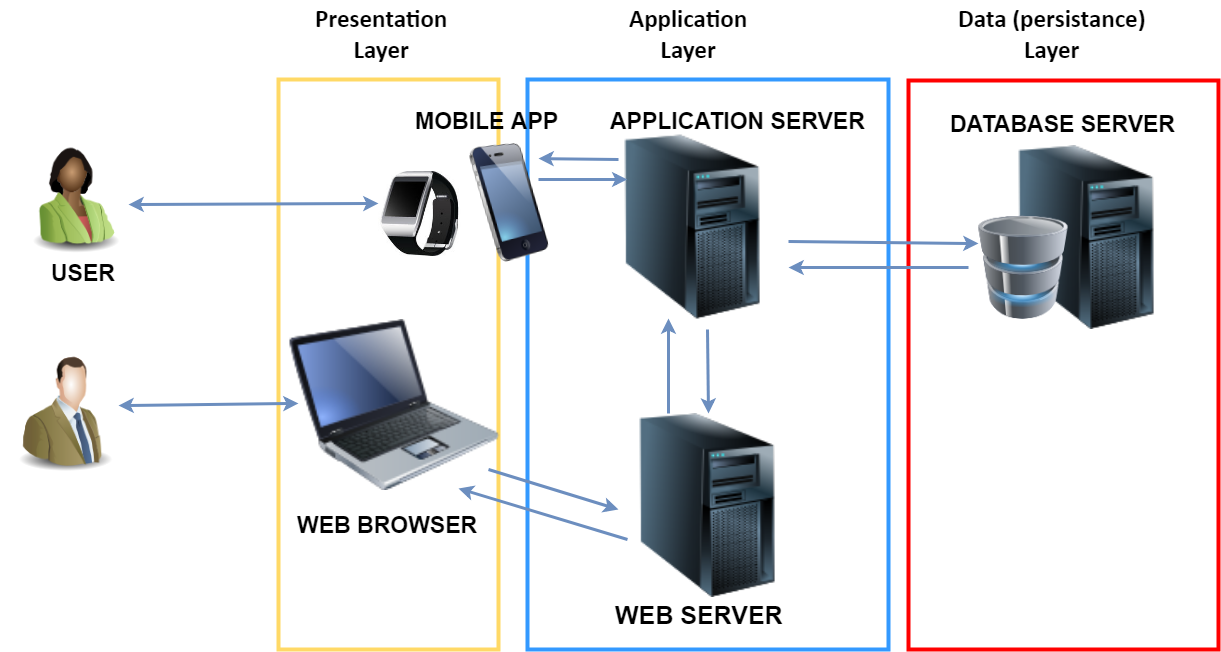 Presentation
Layer
Application
Layer
Data (persistance)
Layer
MOBILE APP
APPLICATION SERVER
DATABASE SERVER
USER
WEB BROWSER
WEB SERVER